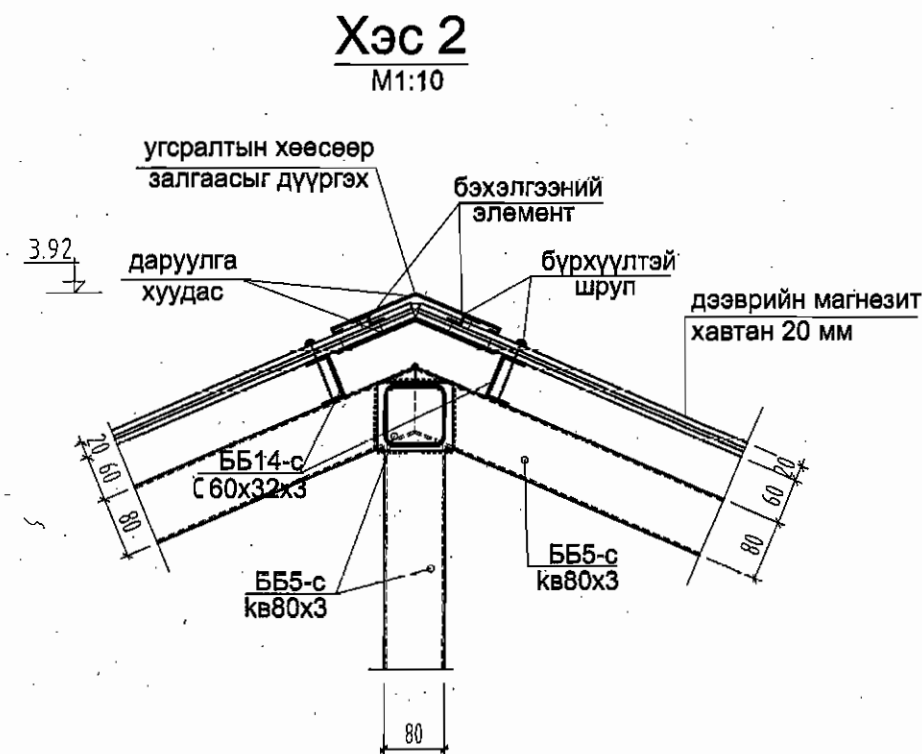 Хэс 2
М1:10
угсралтын хөөсөөр
залгаасыг дүүргэх
бэхэлгээний
элемент
3.92
даруулга
хуудас
бүрхүүлтэй
шруп
дээврийн магнезит
хавтан 20 мм
20
60
80
ББ14-с
С60х32х3
20
60
80
ББ5-с
kв80х3
ББ5-с
kв80х3
80